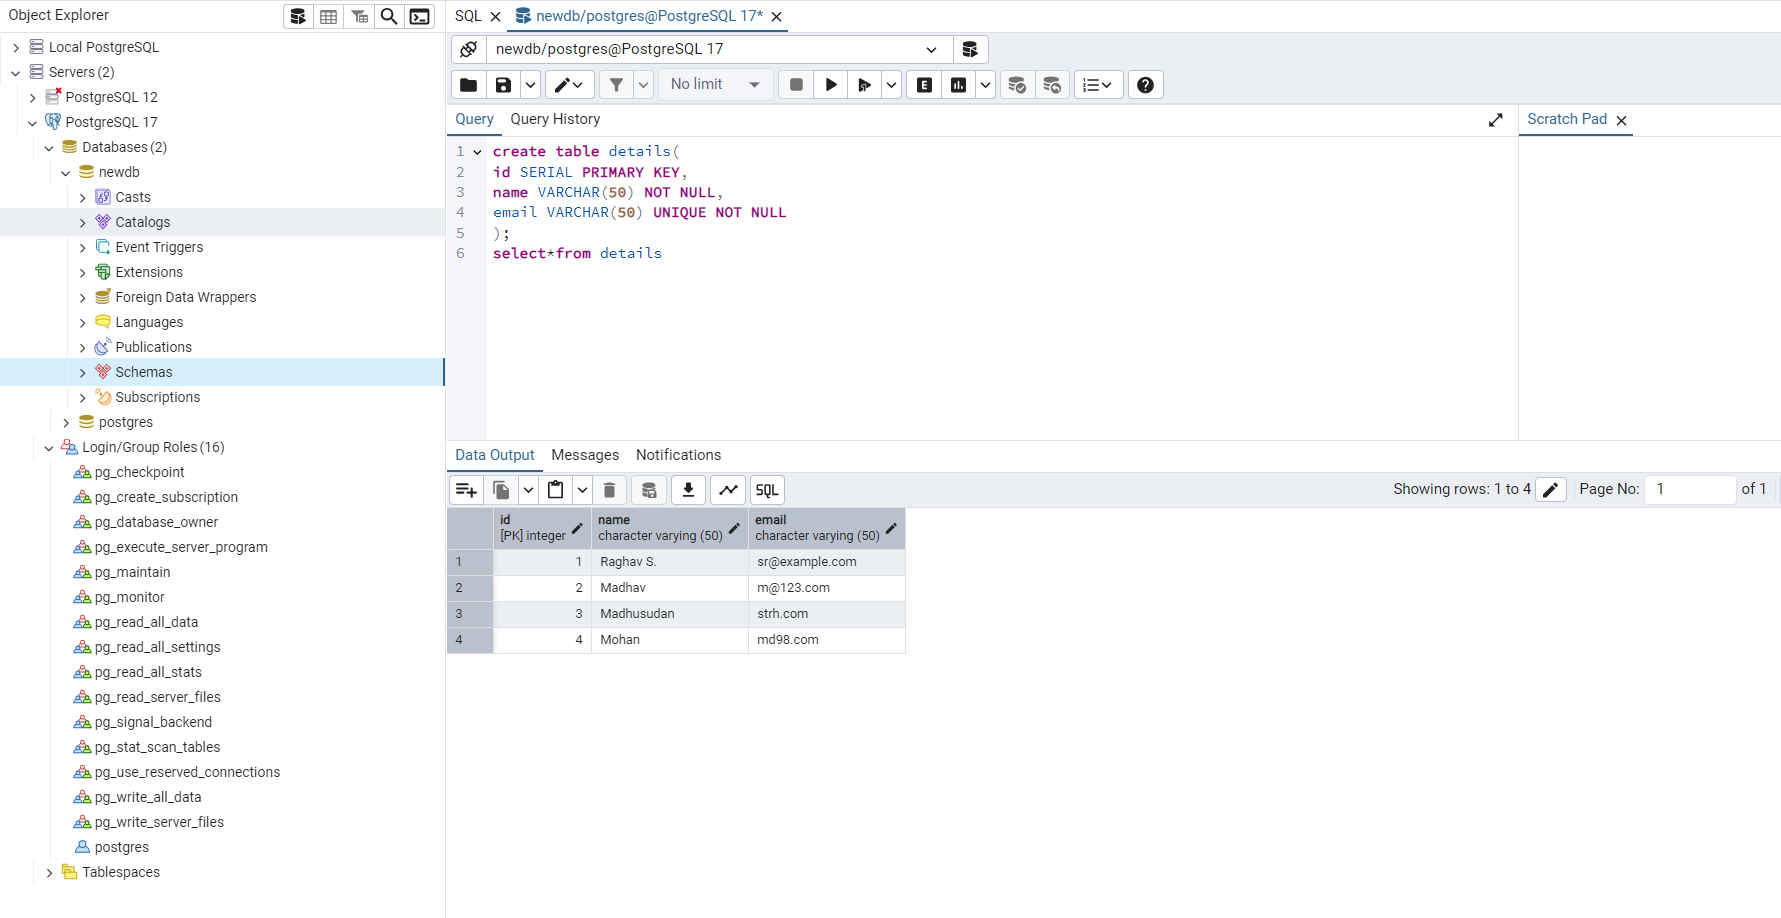 Object Explorer
Local PostgreSQL
Servers (2)
PostgreSQL 12
PostgreSQL 17
Databases (2)
newdb
Casts
Catalogs
Event Triggers
Extensions
Foreign Data Wrappers
Languages
Publications
Schemas
Subscriptions
postgres
Login/Group Roles (16)
pg_checkpoint
pg_create_subscription
pg_database_owner
pg_execute_server_program
pg_maintain
pg_monitor
pg_read_all_data
pg_read_all_settings
pg_read_all_stats
pg_read_server_files
pg_signal_backend
pg_stat_scan_tables
pg_use_reserved_connections
pg_write_all_data
pg_write_server_files
postgres
Tablespaces
SQL newdb/postgres@PostgreSQL 17*
newdb/postgres@PostgreSQL 17
No limit E
Query Query History Scratch Pad
1 create table details(
2 id SERIAL PRIMARY KEY,
3 name VARCHAR(50) NOT NULL,
4 email VARCHAR(50) UNIQUE NOT NULL
5 );
6 select*from details
Data Output Messages Notifications
SQL Showing rows: 1 to 4 Page No: 1 of 1
id name email
[PK] integer character varying (50) character varying (50)
1 1 Raghav S. sr@example.com
2 2 Madhav m@123.com
3 3 Madhusudan strh.com
4 4 Mohan md98.com